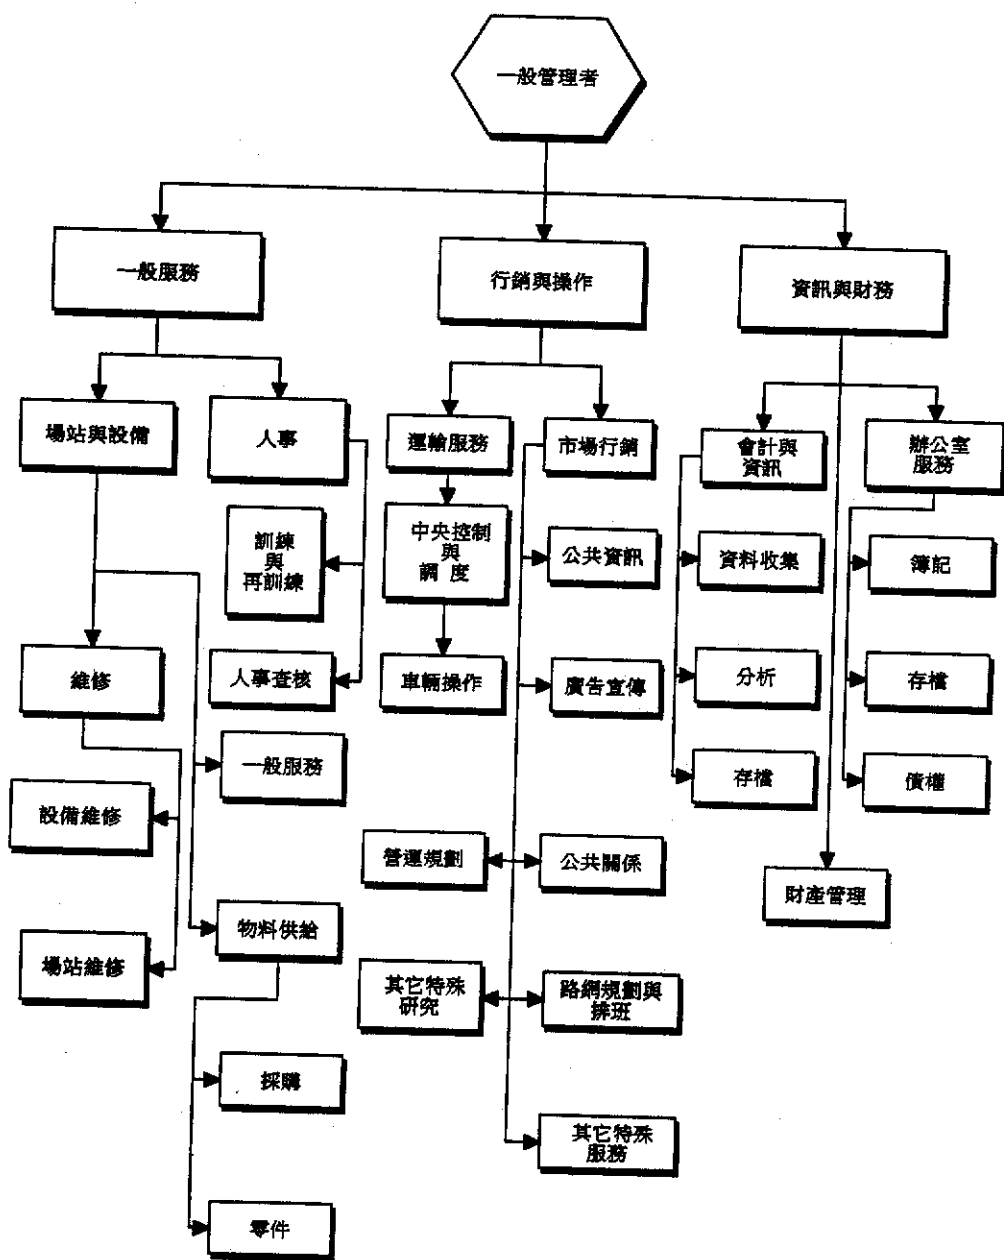 一般管理者
一般服務
行銷與操作
資訊與財務
場站與設備
人事
運輸服務
市場行銷
會計與
資訊
辦公室
服務
訓練
與
再訓練
中央控制
與
調 度
公共資訊
資料收集
簿記
維修
人事查核
車輛操作
廣告宣傳
分析
存檔
一般服務
設備維修
存檔
債權
營運規劃
公共關係
財產管理
物料供給
場站維修
其它特殊
研究
路網規劃與
排班
採購
其它特殊
服務
零件